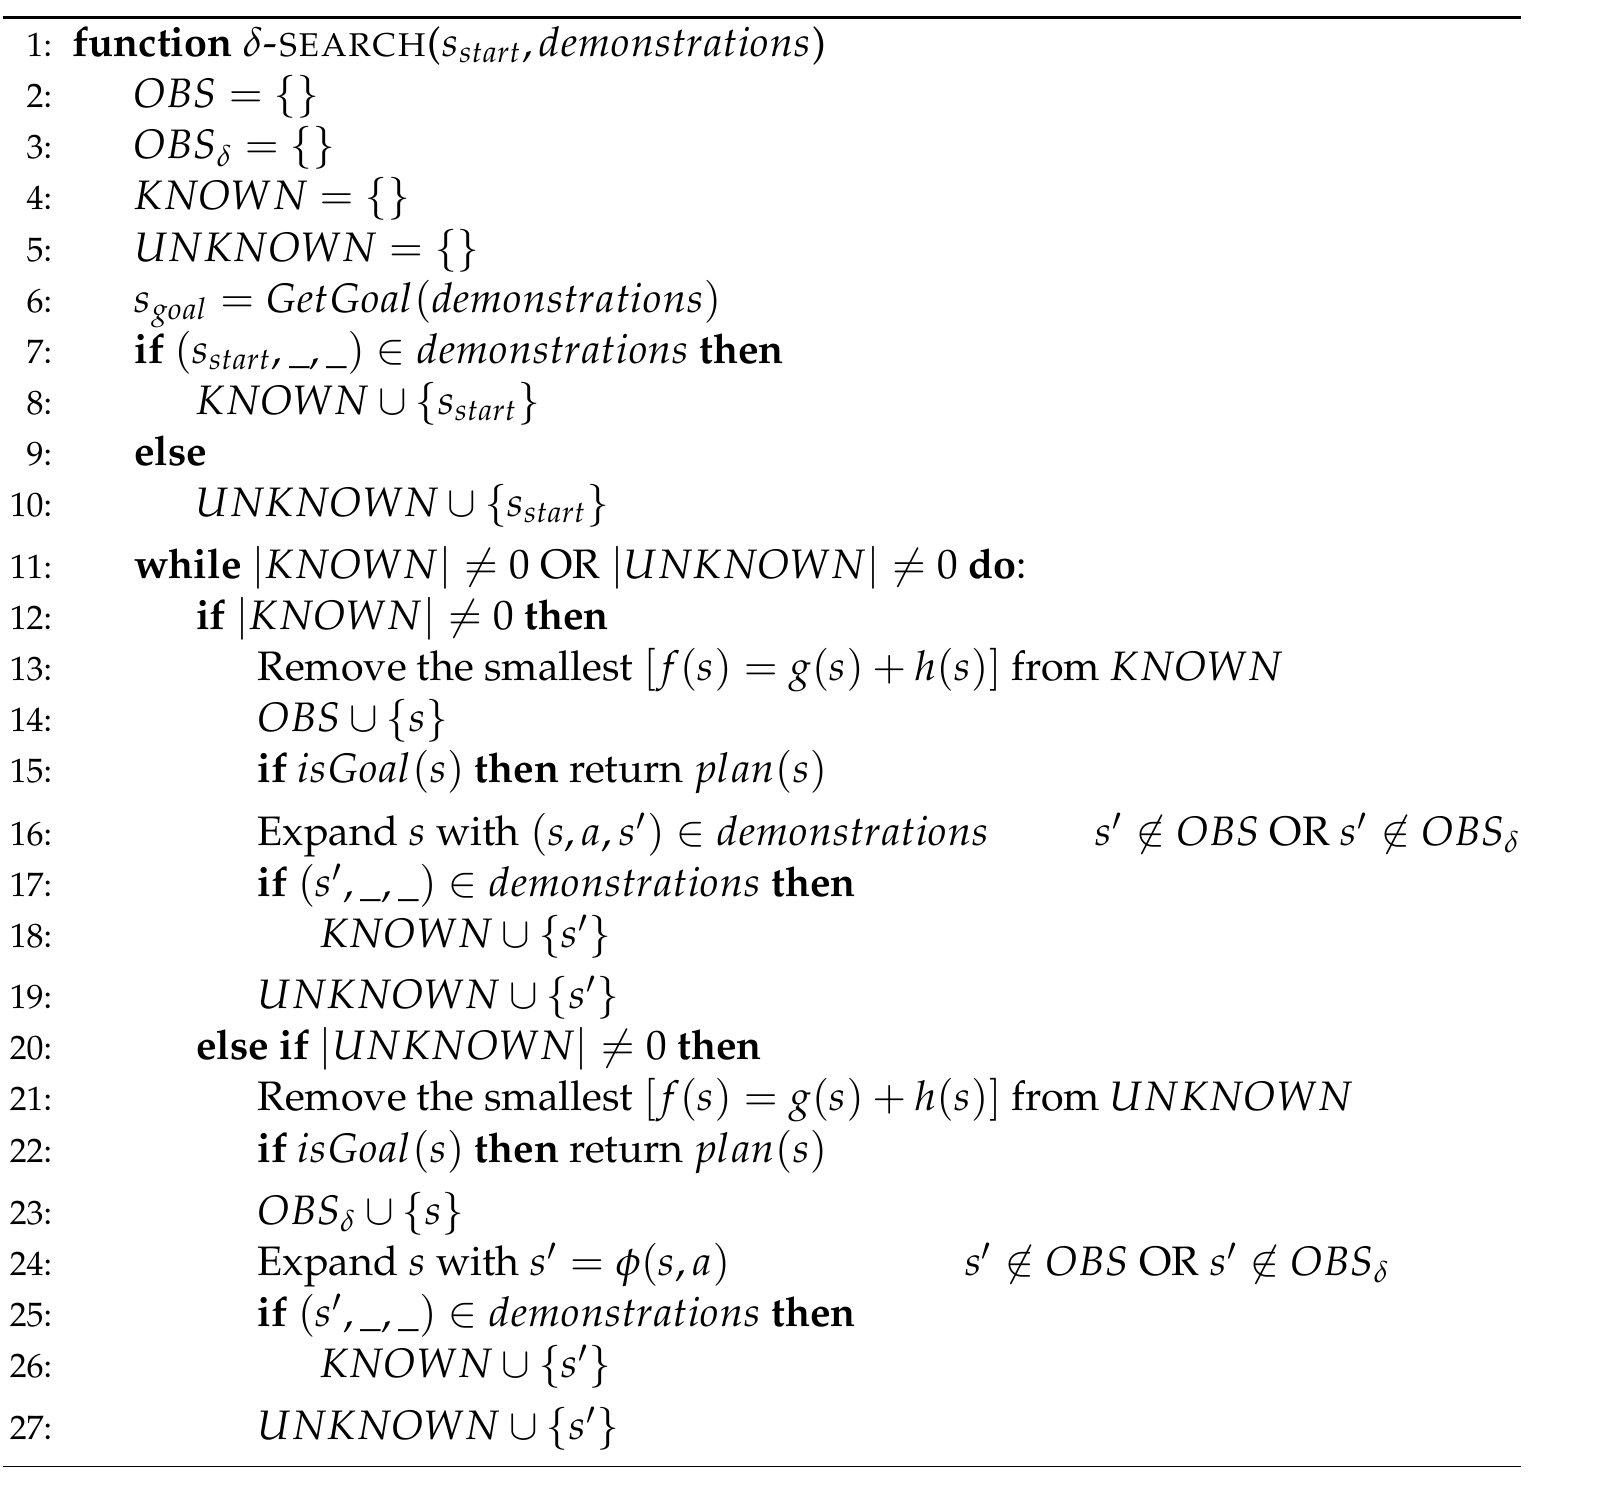 1: function δ-SEARCH(s_start, demonstrations)
2: OBS = {}
3: OBS_δ = {}
4: KNOWN = {}
5: UNKNOWN = {}
6: s_goal = GetGoal(demonstrations)
7: if (s_start, _, _) ∈ demonstrations then
8: KNOWN ∪ {s_start}
9: else
10: UNKNOWN ∪ {s_start}
11: while |KNOWN| ≠ 0 OR |UNKNOWN| ≠ 0 do:
12: if |KNOWN| ≠ 0 then
13: Remove the smallest [f(s) = g(s) + h(s)] from KNOWN
14: OBS ∪ {s}
15: if isGoal(s) then return plan(s)
16: Expand s with (s, a, s′) ∈ demonstrations s′ ∉ OBS OR s′ ∉ OBS_δ
17: if (s′, _, _) ∈ demonstrations then
18: KNOWN ∪ {s′}
19: UNKNOWN ∪ {s′}
20: else if |UNKNOWN| ≠ 0 then
21: Remove the smallest [f(s) = g(s) + h(s)] from UNKNOWN
22: if isGoal(s) then return plan(s)
23: OBS_δ ∪ {s}
24: Expand s with s′ = ϕ(s, a) s′ ∉ OBS OR s′ ∉ OBS_δ
25: if (s′, _, _) ∈ demonstrations then
26: KNOWN ∪ {s′}
27: UNKNOWN ∪ {s′}